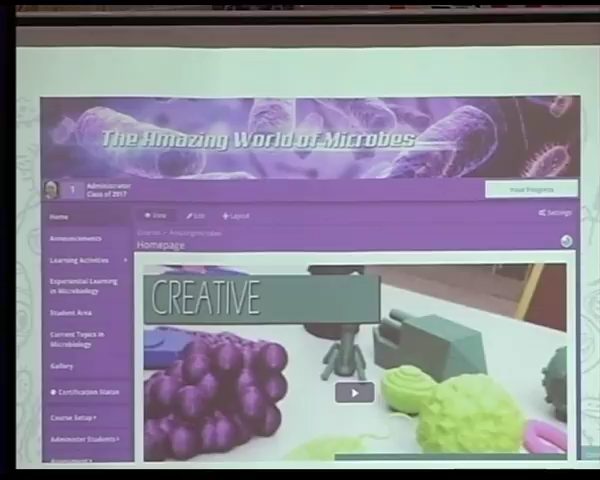 The Amazing World of Microbes
1
Administrator
Class of 2017
Your Progress
Home
View
Edit
Layout
Settings
Homepage
Announcements
Learning Activities
Experiential Learning
in Microbiology
Student Area
Current Topics in
Microbiology
Gallery
Certification Status
Course Setup
Administer Students
CREATIVE